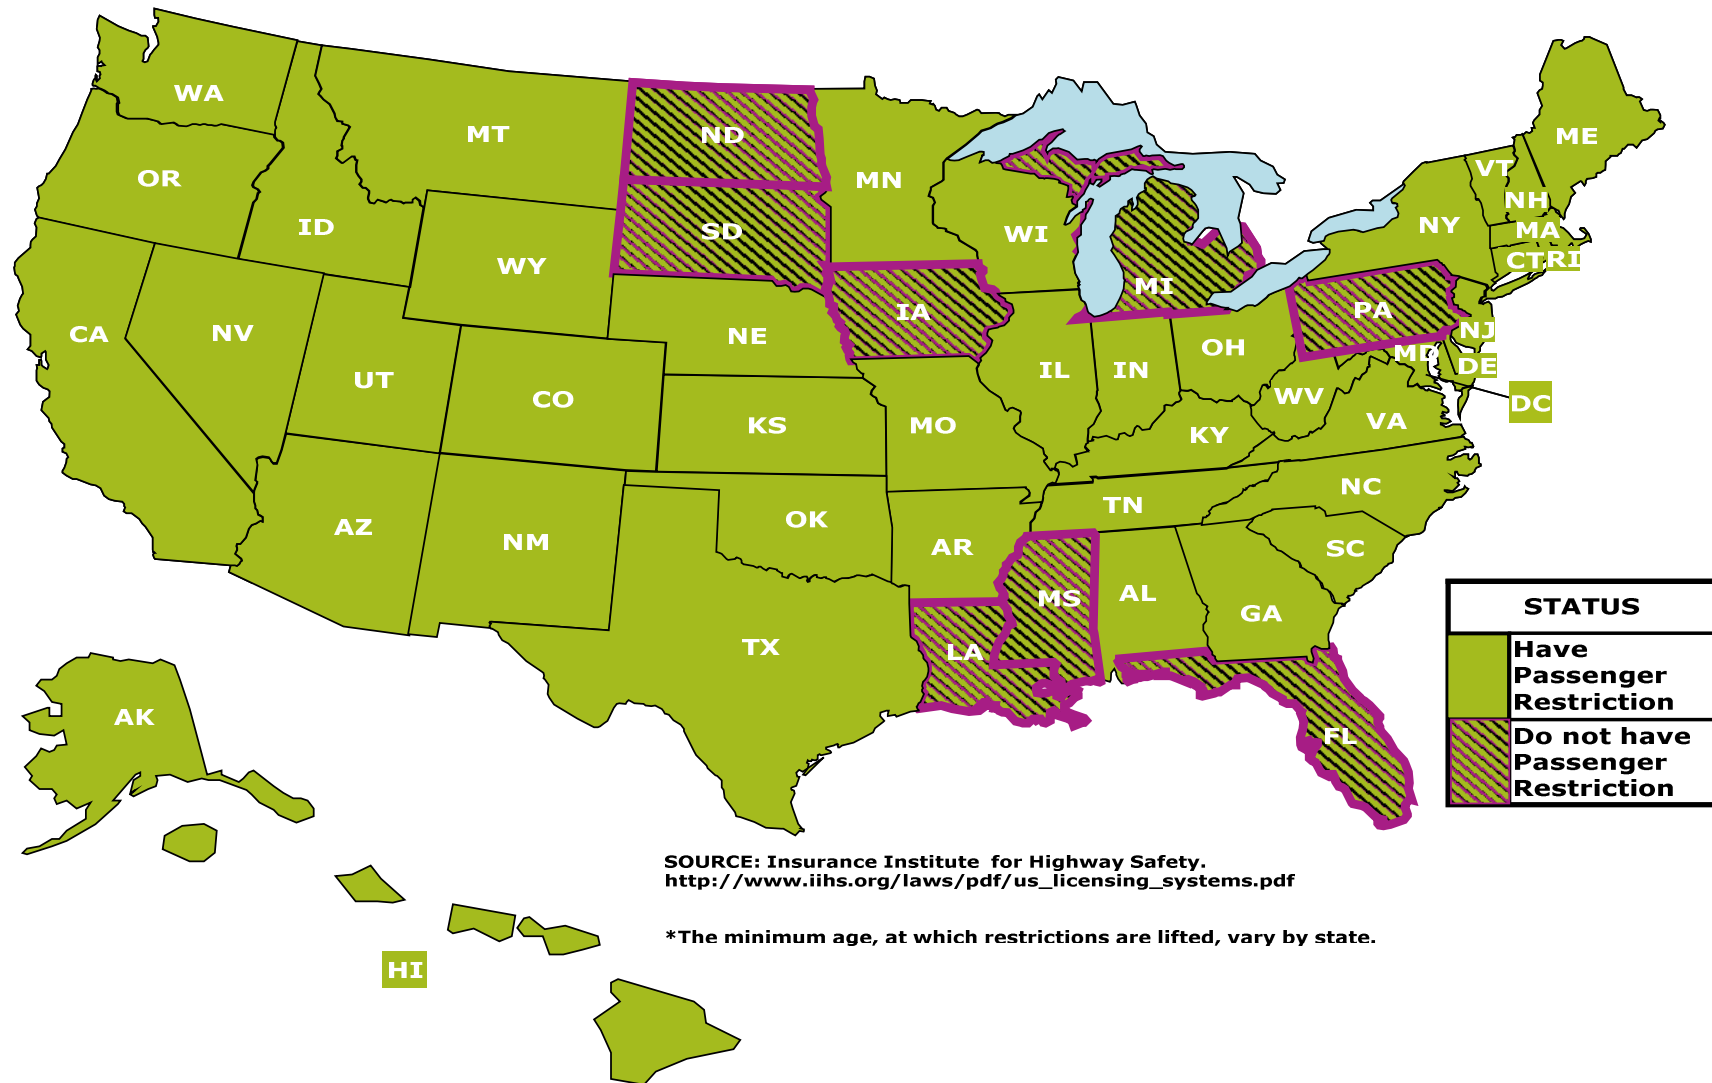 WA
MT
ND
MN
ME
OR
ID
SD
WI
VT
NH
NY
MA
CT
RI
WY
MI
CA
NV
NE
IA
PA
NJ
UT
CO
IL
IN
OH
MD
DE
DC
WV
VA
KS
MO
KY
AZ
NM
OK
AR
TN
NC
SC
MS
AL
GA
TX
LA
FL
AK
HI
STATUS
Have
Passenger
Restriction
Do not have
Passenger
Restriction
SOURCE: Insurance Institute for Highway Safety.
http://www.iihs.org/laws/pdf/us_licensing_systems.pdf
*The minimum age, at which restrictions are lifted, vary by state.